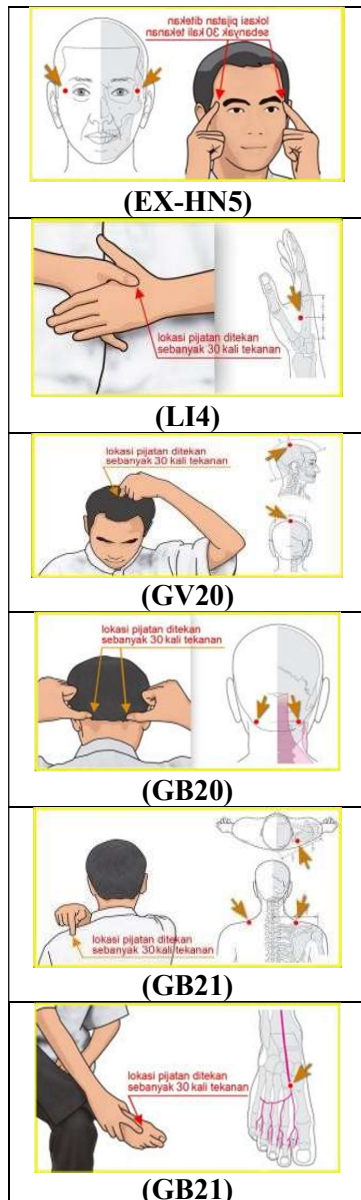 lokasi pijatan ditekan
sebanyak 30 kali tekanan
(EX-HN5)
lokasi pijatan ditekan
sebanyak 30 kali tekanan
(LI4)
lokasi pijatan ditekan
sebanyak 30 kali tekanan
(GV20)
lokasi pijatan ditekan
sebanyak 30 kali tekanan
(GB20)
lokasi pijatan ditekan
sebanyak 30 kali tekanan
(GB21)
lokasi pijatan ditekan
sebanyak 30 kali tekanan
(GB21)